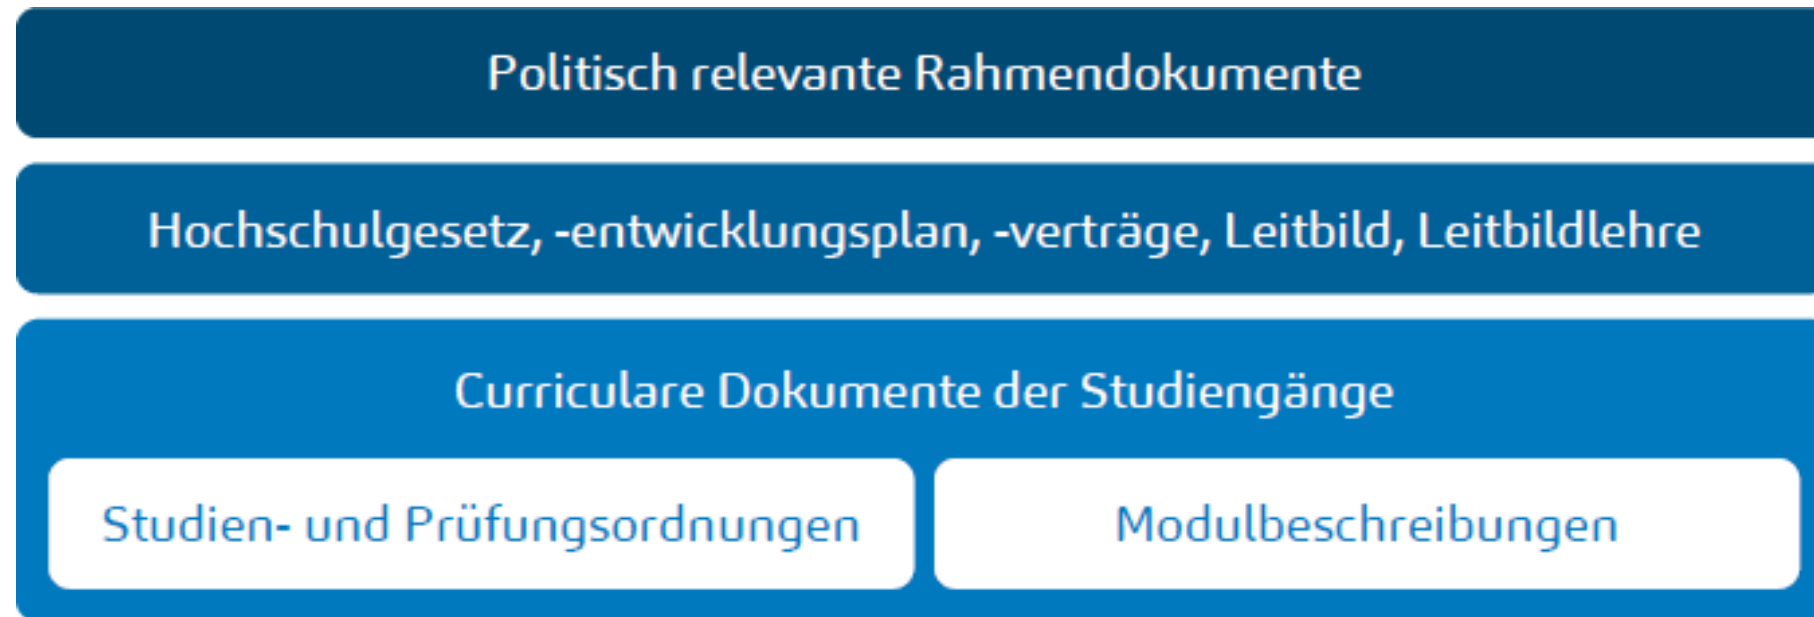 Politisch relevante Rahmendokumente
Hochschulgesetz, -entwicklungsplan, -verträge, Leitbild, Leitbildlehre
Curriculare Dokumente der Studiengänge
Studien- und Prüfungsordnungen
Modulbeschreibungen